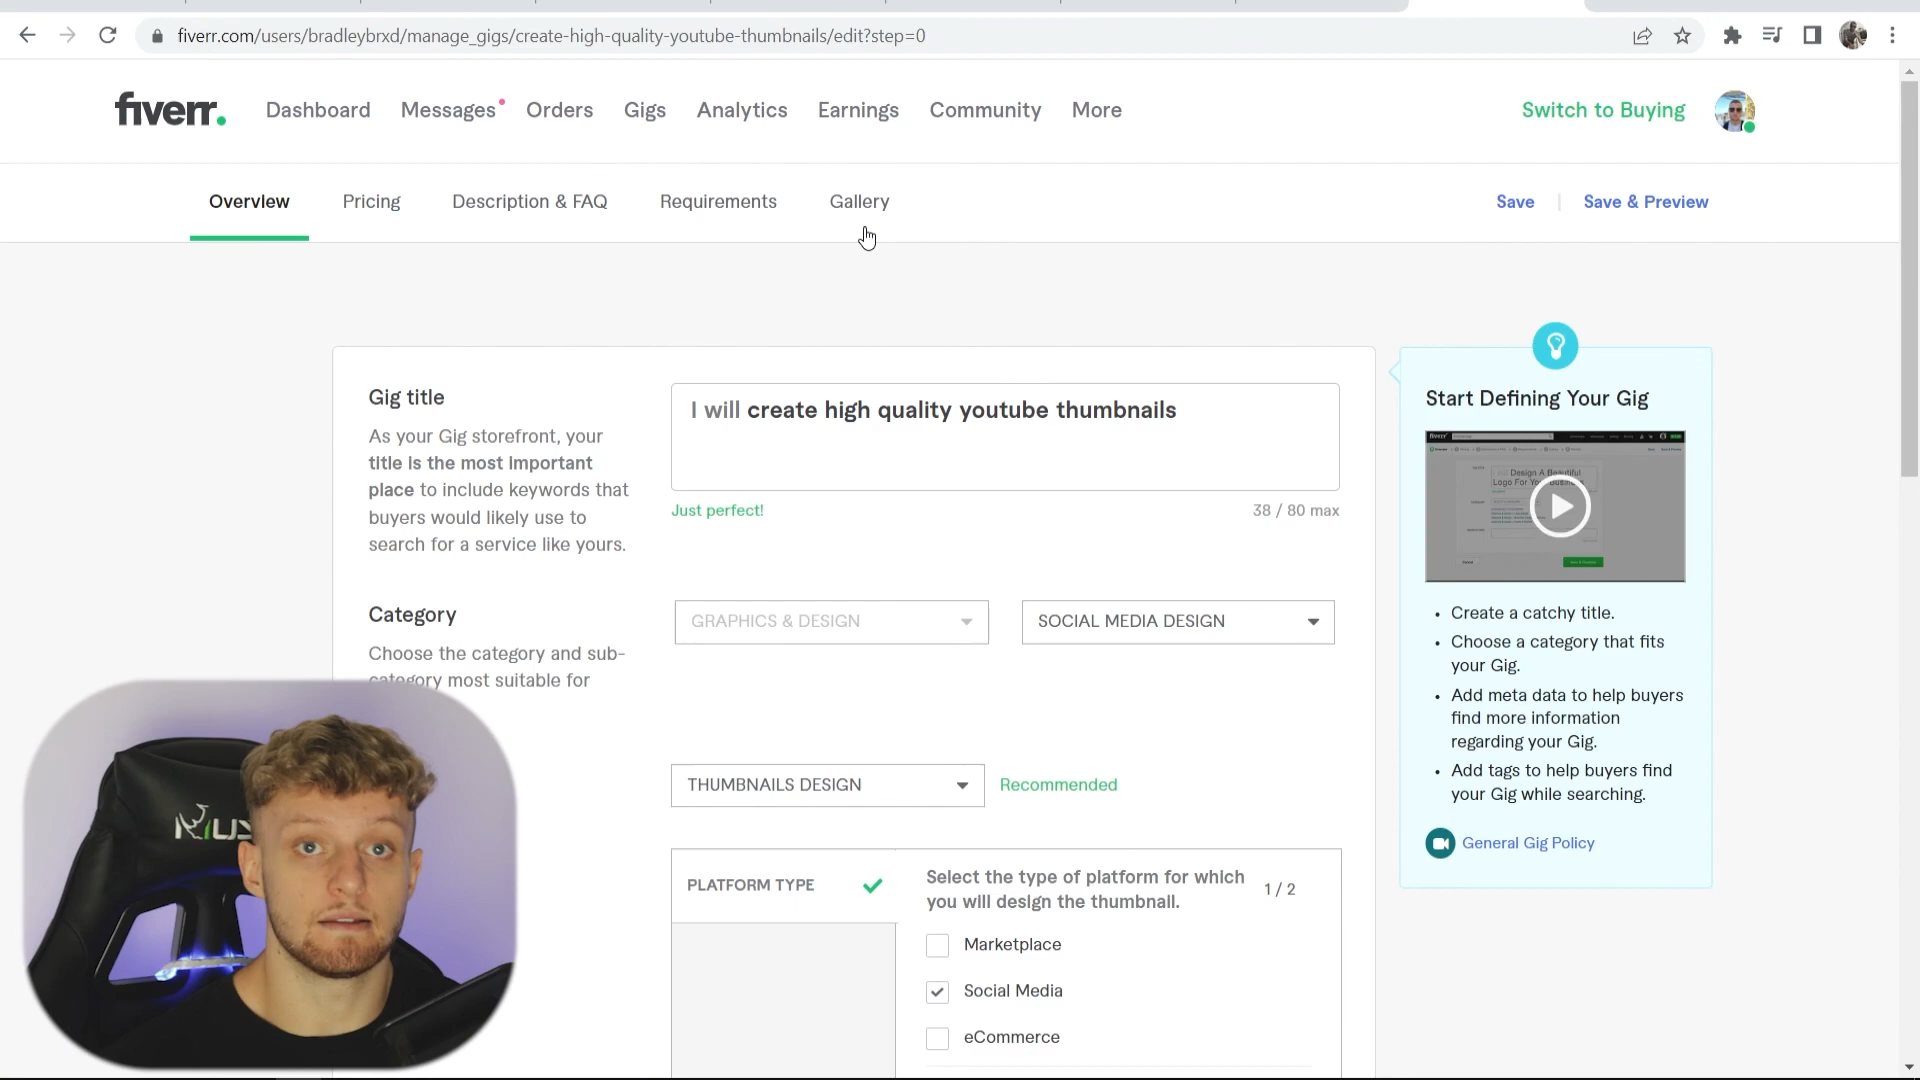 fiverr.com/users/bradleybrxd/manage_gigs/create-high-quality-youtube-thumbnails/edit?step=0
fiverr. Dashboard Messages Orders Gigs Analytics Earnings Community More Switch to Buying
Overview Pricing Description & FAQ Requirements Gallery Save | Save & Preview
Gig title
As your Gig storefront, your
title is the most important
place to include keywords that
buyers would likely use to
search for a service like yours.
I will create high quality youtube thumbnails
Just perfect! 38 / 80 max
Category
Choose the category and sub-
category most suitable for
GRAPHICS & DESIGN
SOCIAL MEDIA DESIGN
THUMBNAILS DESIGN
Recommended
PLATFORM TYPE
Select the type of platform for which
you will design the thumbnail.
1 / 2
Marketplace
Social Media
eCommerce
Start Defining Your Gig
Design A Beautiful
Logo For Your Business
• Create a catchy title.
• Choose a category that fits
your Gig.
• Add meta data to help buyers
find more information
regarding your Gig.
• Add tags to help buyers find
your Gig while searching.
General Gig Policy